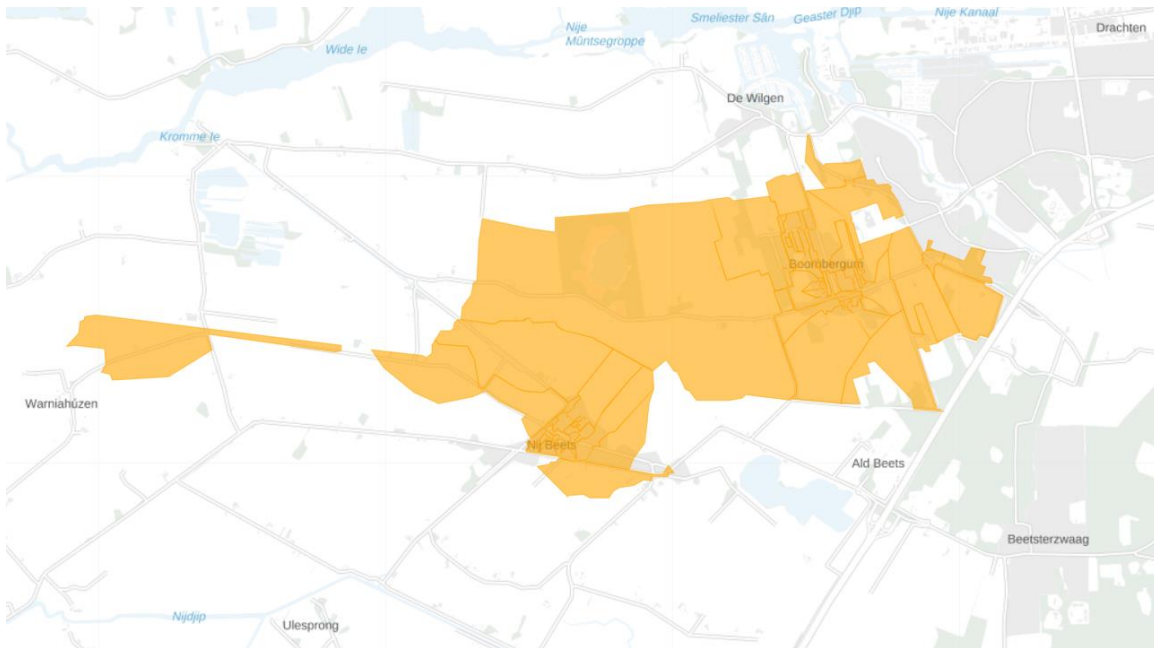 Nije Kanaal
Geaster Djip
Smeliester Sân
Nije
Müntsegroppe
Drachten
Wide Ie
De Wilgen
Kromme Ie
Boornbergum
Warniahúzen
Nij Beets
Ald Beets
Beetsterzwaag
Nijdjip
Ulesprong